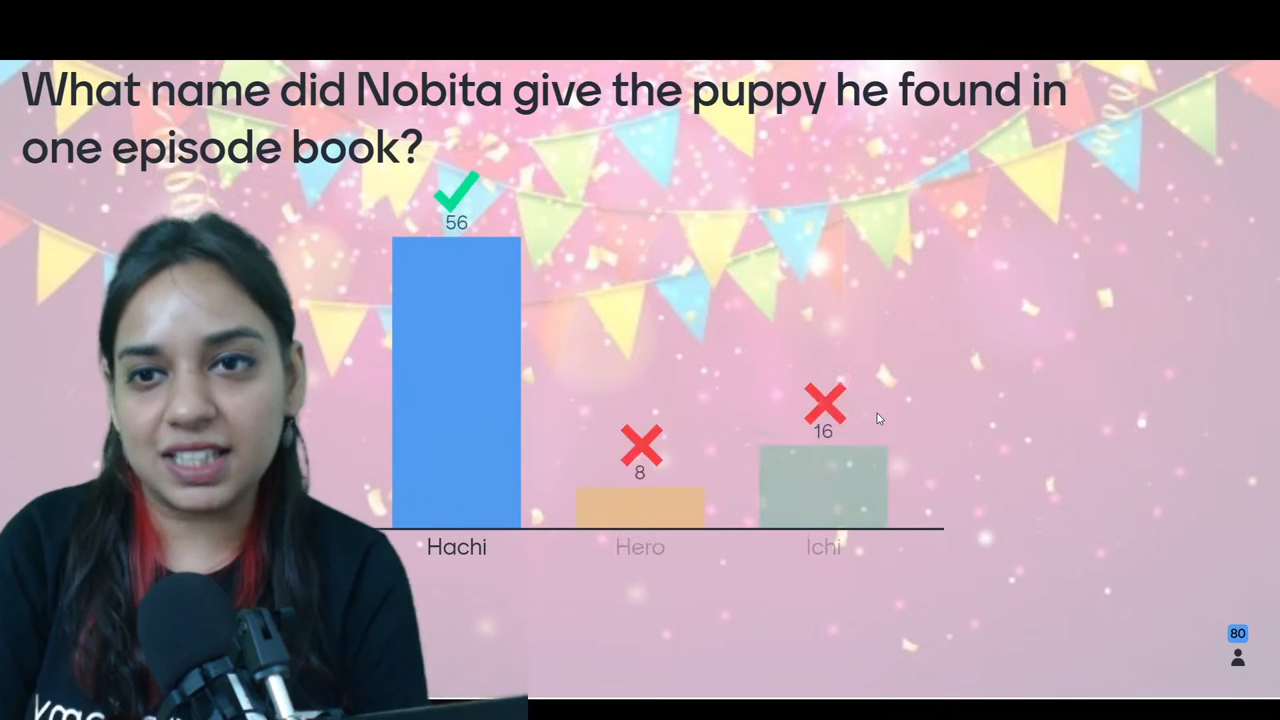 What name did Nobita give the puppy he found in
one episode book?
56
8
16
Hachi
Hero
Ichi
80